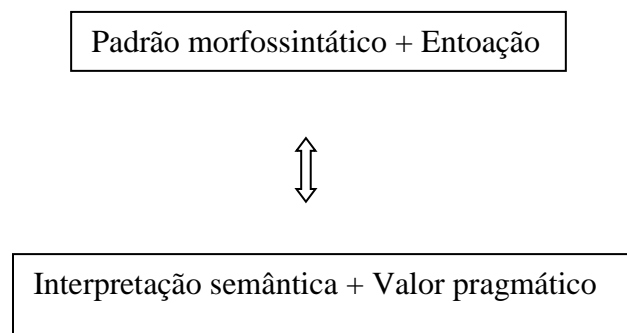 Padrão morfossintático + Entoação
Interpretação semântica + Valor pragmático